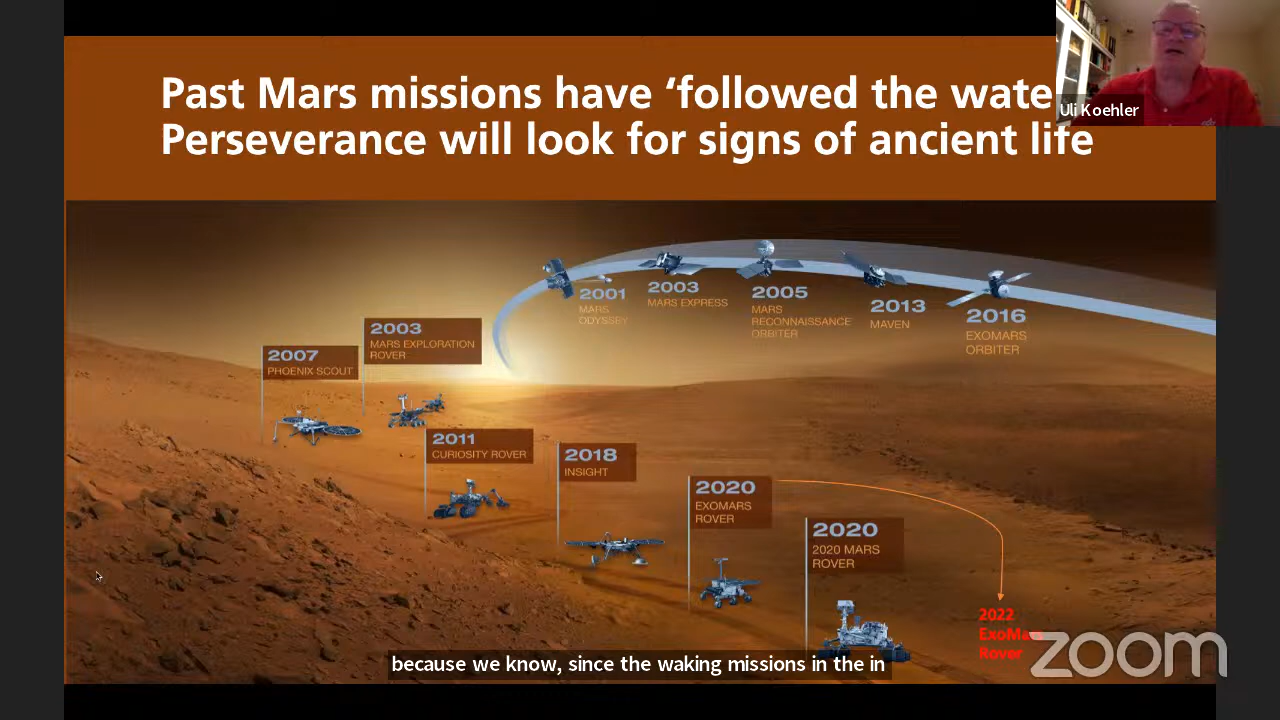 Past Mars missions have ‘followed the wate
Perseverance will look for signs of ancient life
Uli Koehler
2001
MARS
ODYSSEY
2003
MARS EXPRESS
2005
MARS
RECONNAISSANCE
ORBITER
2013
MAVEN
2016
EXOMARS
ORBITER
2003
MARS EXPLORATION
ROVER
2007
PHOENIX SCOUT
2011
CURIOSITY ROVER
2018
INSIGHT
2020
EXOMARS
ROVER
2020
2020 MARS
ROVER
2022
ExoMars
Rover
zoom
because we know, since the waking missions in the in